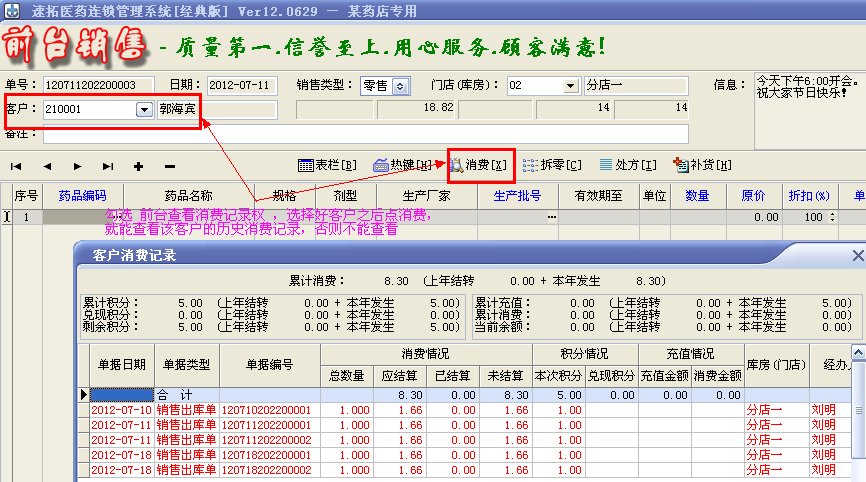 速拓医药连锁管理系统[经典版] Ver12.0629 — 某药店专用
前台销售 - 质量第一.信誉至上.用心服务.顾客满意!
单号: 120711202200003 日期: 2012-07-11 销售类型: 零售 门店(库房): 02 分店一 信息: 今天下午6:00开会。
祝大家节日快乐!
客户: 210001 郭海宾 18.82 14 14
备注:
表栏[B] 热键[H] 消费[X] 拆零[C] 处方[I] 补货[H]
序号 药品编码 药品名称 规格 剂型 生产厂家 生产批号 有效期至 单位 数量 原价 折扣(%) 单
1 0.00 100
勾选 前台查看消费记录权 ，选择好客户之后点消费，
就能查看该客户的历史消费记录，否则不能查看
客户消费记录
累计消费: 8.30 (上年结转 0.00 + 本年发生 8.30)
累计积分: 5.00 (上年结转 0.00 + 本年发生 5.00) 累计充值: 0.00 (上年结转 0.00 + 本年发生 5.00)
兑现积分: 0.00 (上年结转 0.00 + 本年发生 0.00) 累计消费: 0.00 (上年结转 0.00 + 本年发生 0.00)
剩余积分: 5.00 (上年结转 0.00 + 本年发生 5.00) 当前余额: 0.00 (上年结转 0.00 + 本年发生 5.00)
单据日期 单据类型 单据编号 消费情况 积分情况 充值情况 库房(门店) 经办人
总数量 应结算 已结算 未结算 本次积分 兑现积分 充值金额 消费金额
合 计 8.30 0.00 8.30 5.00 0.00 0.00 0.00
2012-07-10 销售出库单 120710202200001 1.000 1.66 0.00 1.66 1.00 分店一 刘明
2012-07-11 销售出库单 120711202200001 1.000 1.66 0.00 1.66 1.00 分店一 刘明
2012-07-11 销售出库单 120711202200002 1.000 1.66 0.00 1.66 1.00 分店一 刘明
2012-07-18 销售出库单 120718202200001 1.000 1.66 0.00 1.66 1.00 分店一 刘明
2012-07-18 销售出库单 120718202200002 1.000 1.66 0.00 1.66 1.00 分店一 刘明